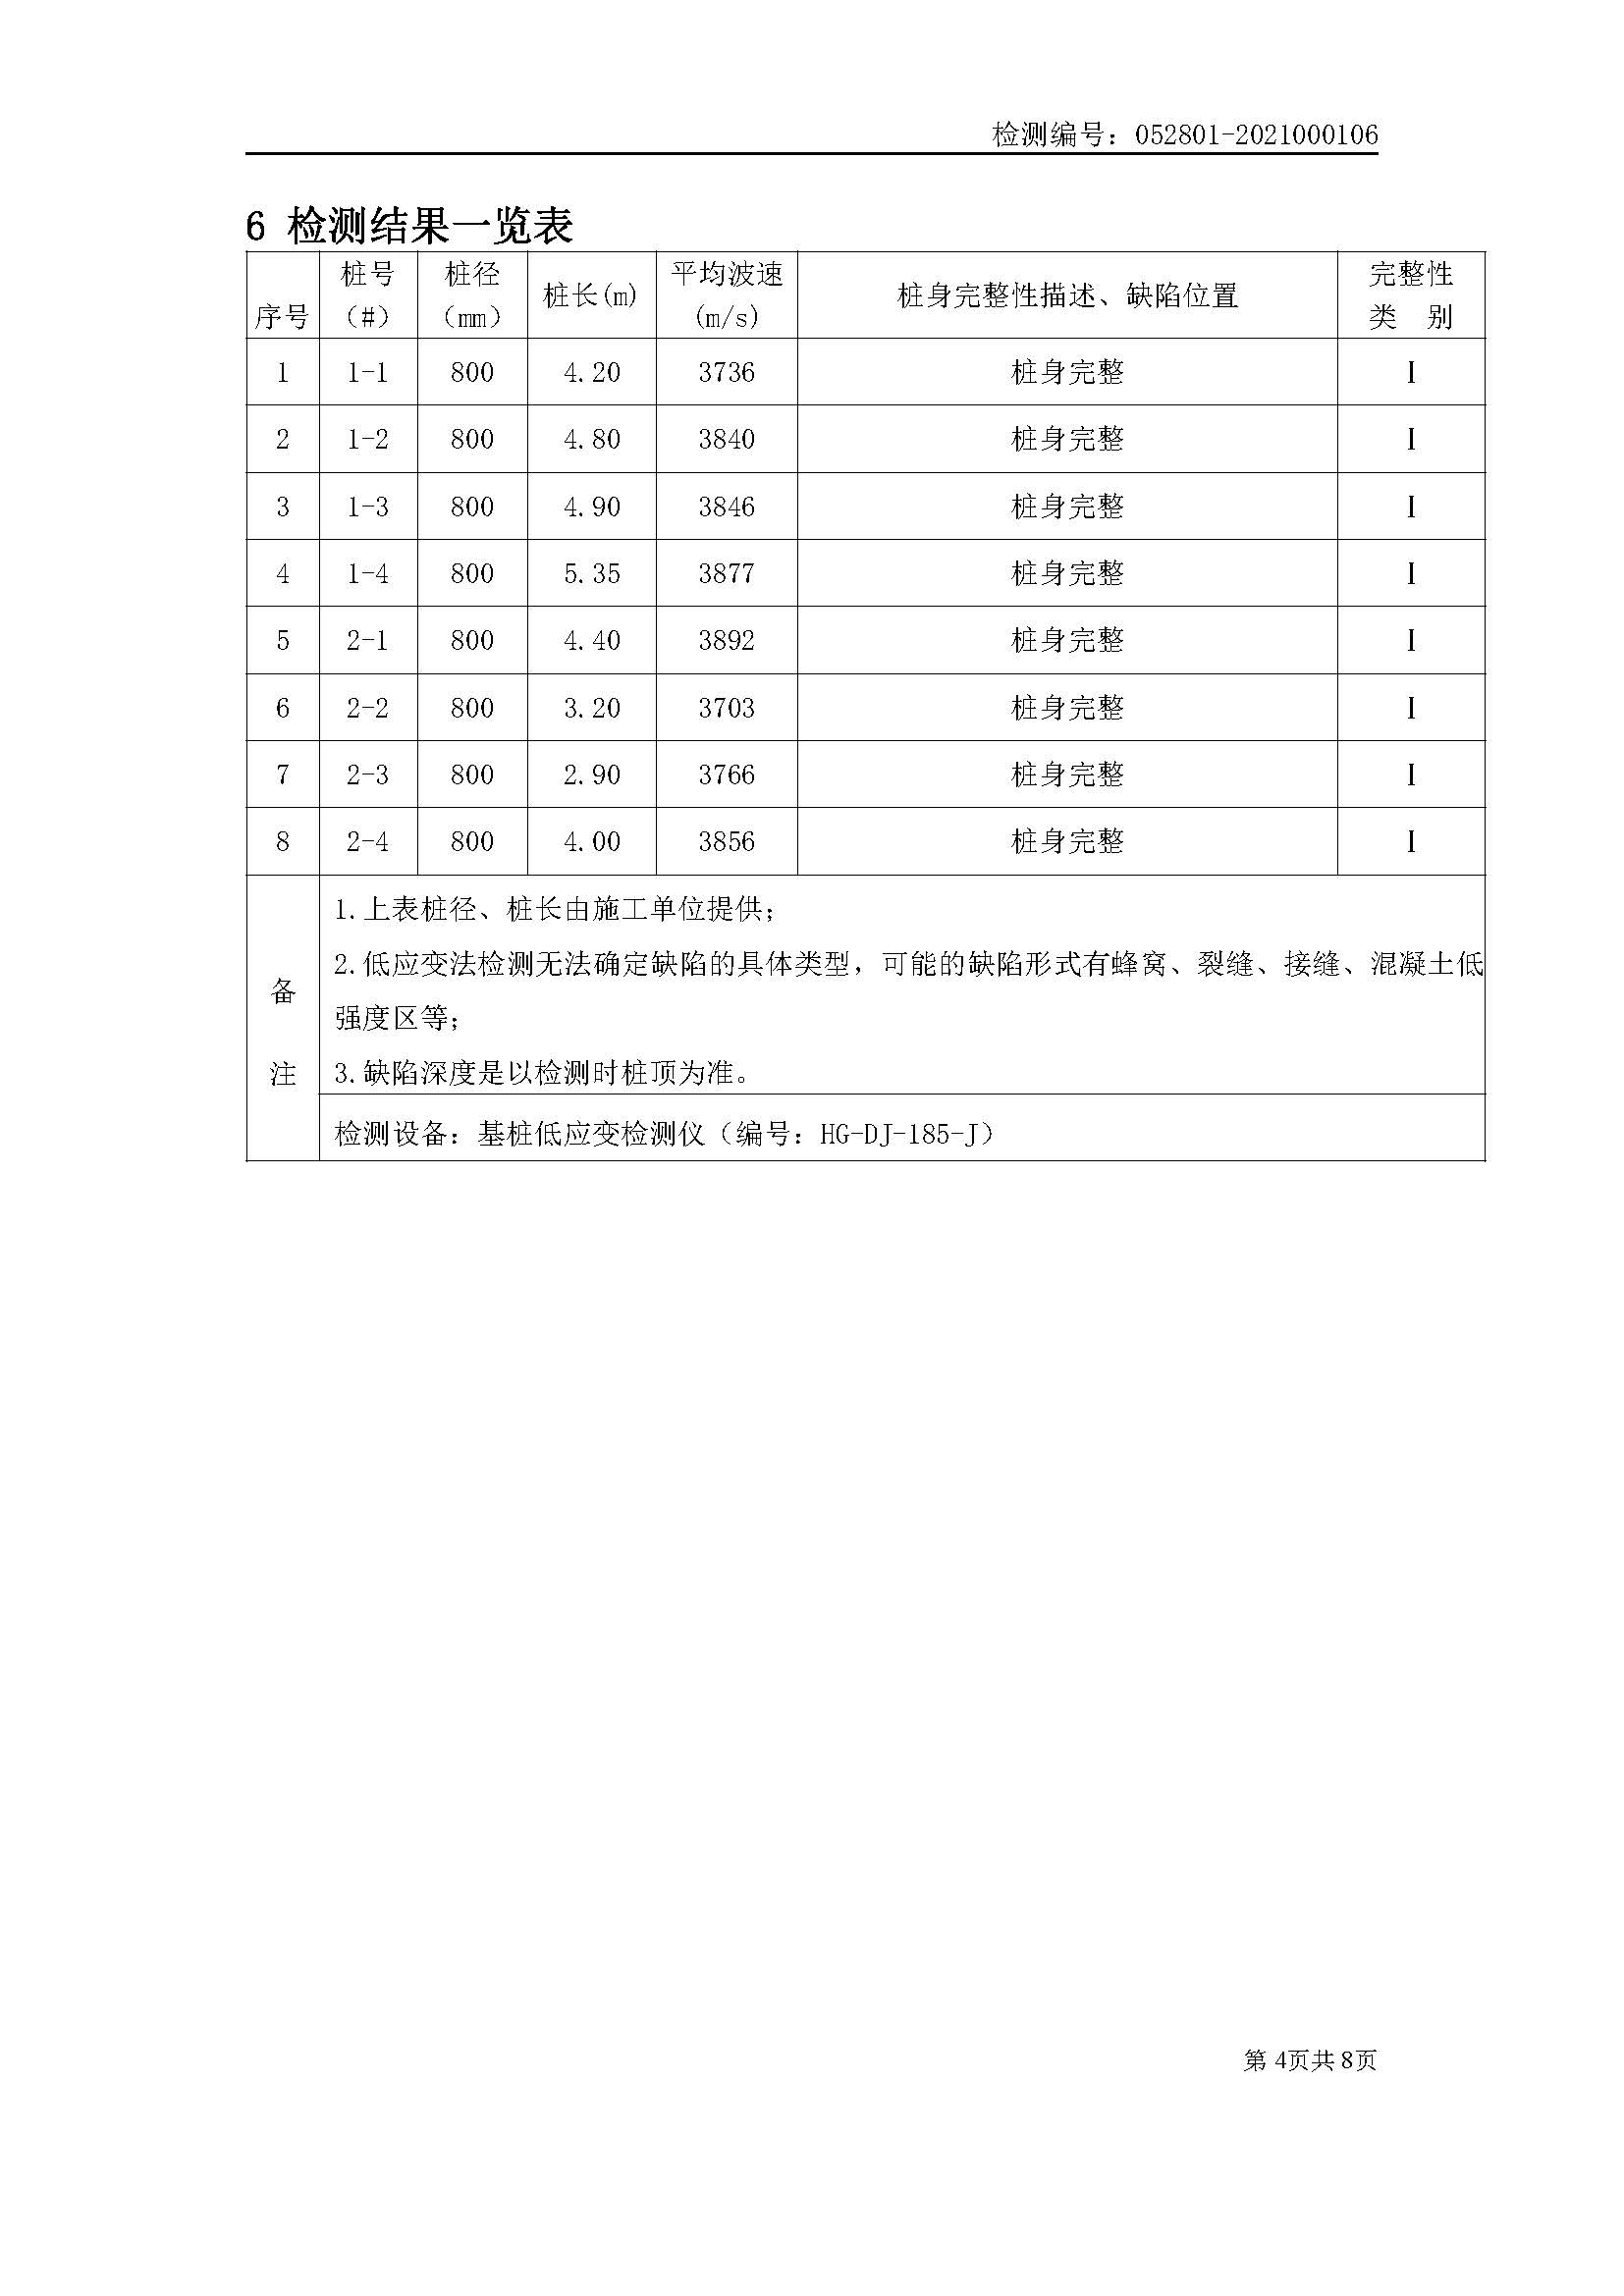 检测编号：052801-2021000106
6 检测结果一览表
序号 桩号（#） 桩径（mm） 桩长(m) 平均波速(m/s) 桩身完整性描述、缺陷位置 完整性类 别
1 1-1 800 4.20 3736 桩身完整 I
2 1-2 800 4.80 3840 桩身完整 I
3 1-3 800 4.90 3846 桩身完整 I
4 1-4 800 5.35 3877 桩身完整 I
5 2-1 800 4.40 3892 桩身完整 I
6 2-2 800 3.20 3703 桩身完整 I
7 2-3 800 2.90 3766 桩身完整 I
8 2-4 800 4.00 3856 桩身完整 I
备注
1.上表桩径、桩长由施工单位提供；
2.低应变法检测无法确定缺陷的具体类型，可能的缺陷形式有蜂窝、裂缝、接缝、混凝土低
强度区等；
3.缺陷深度是以检测时桩顶为准。
检测设备：基桩低应变检测仪（编号：HG-DJ-185-J）
第 4页共 8页